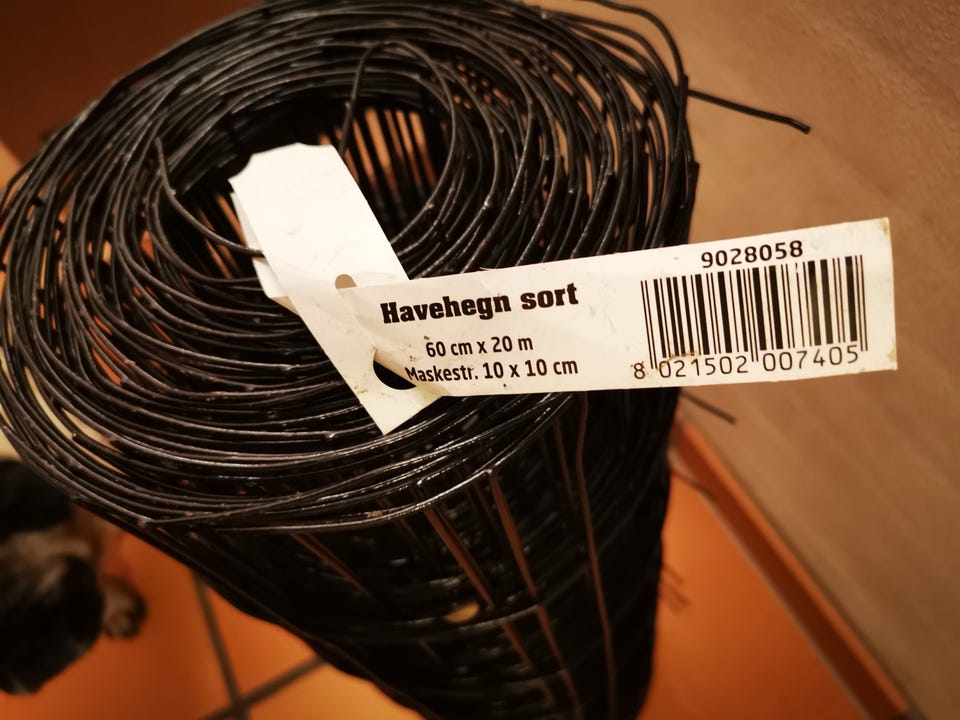 Havehegn sort
60 cm x 20 m
Maskestr. 10 x 10 cm
9028058
8 021502 007405